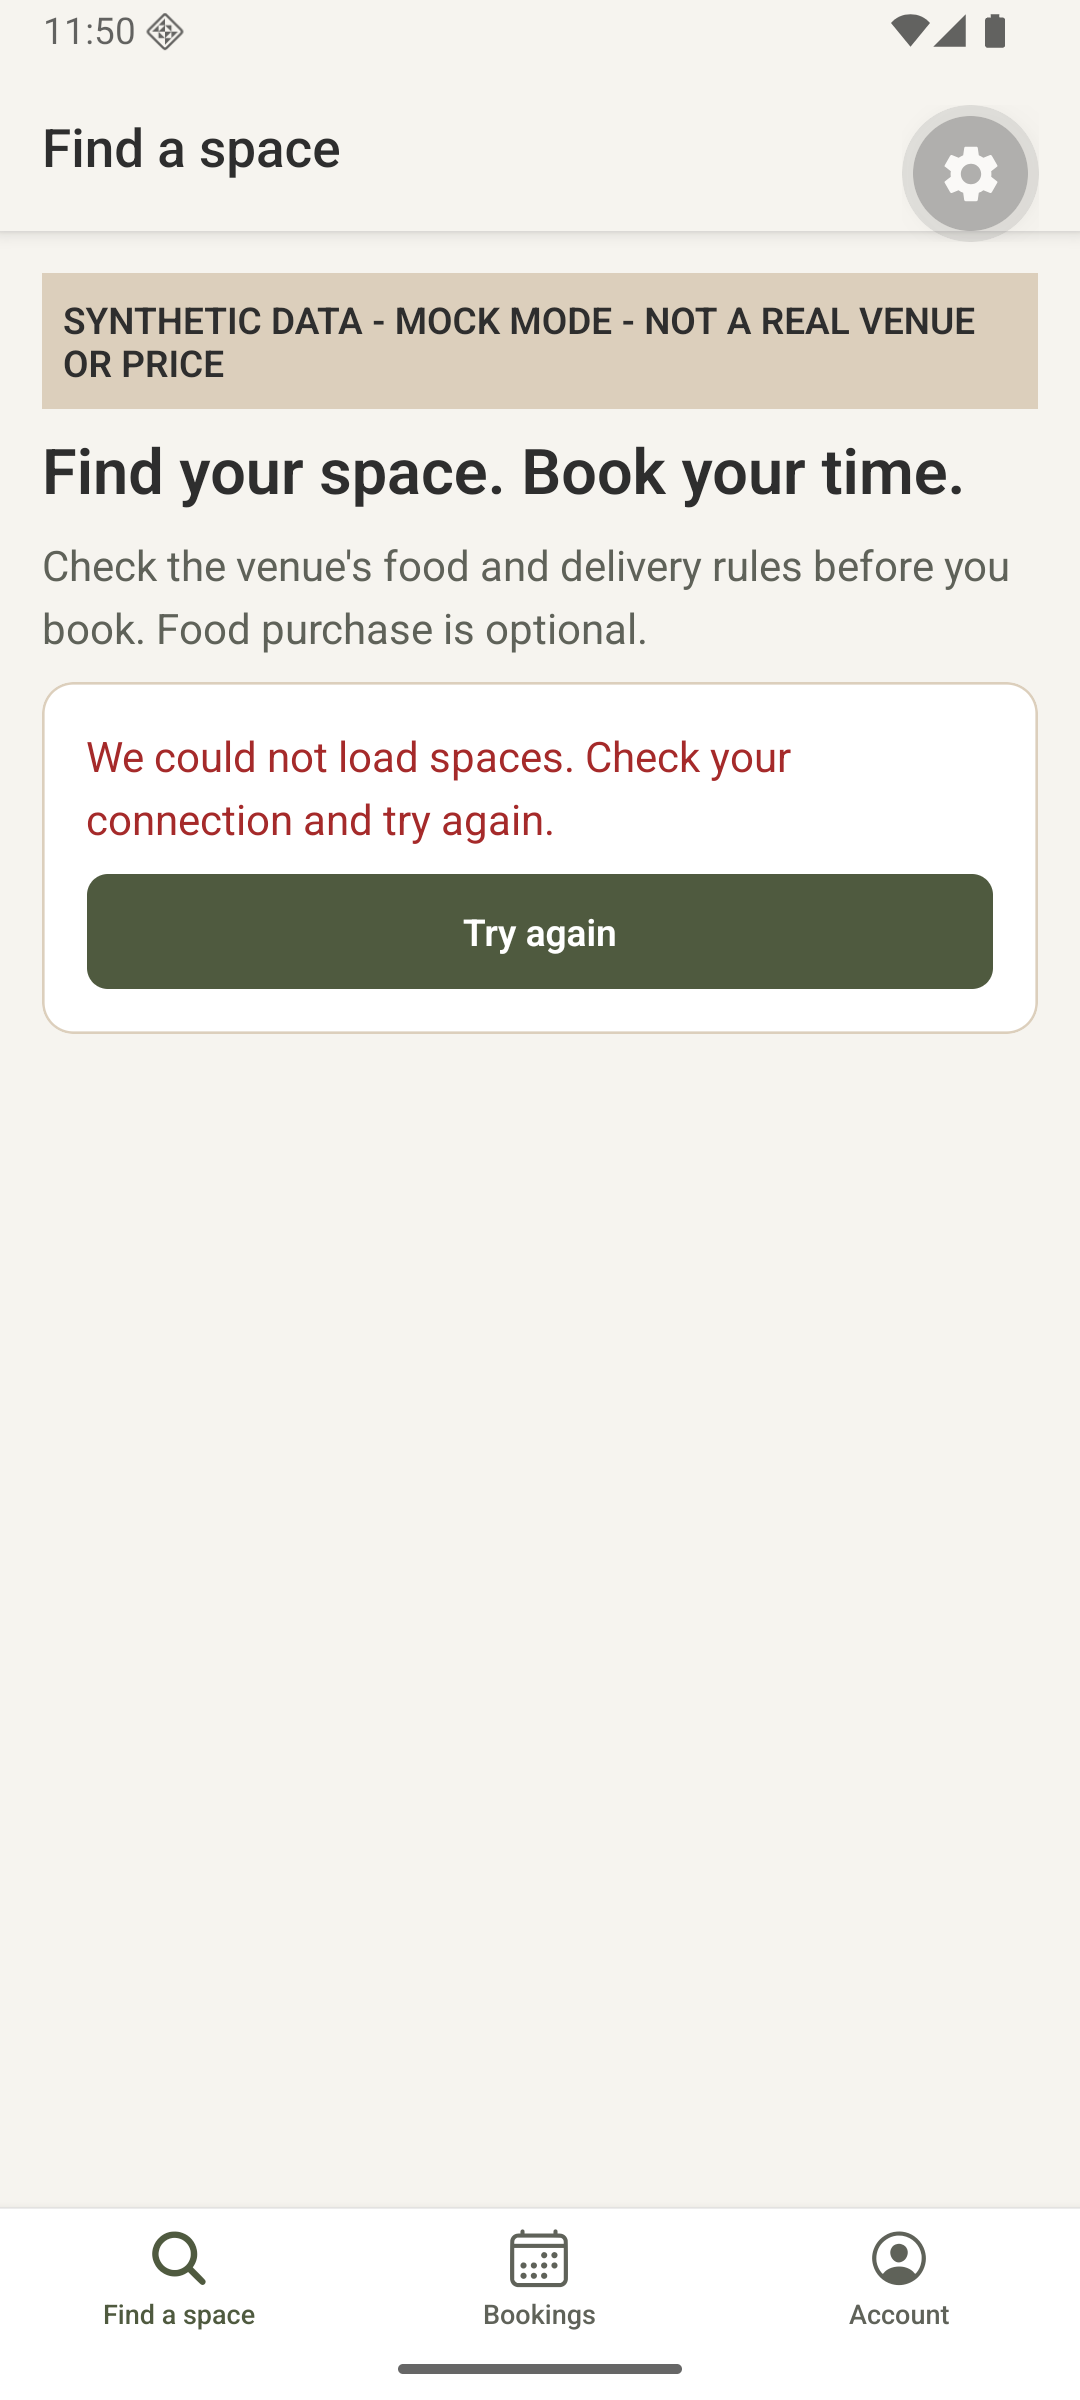 11:50
Find a space
SYNTHETIC DATA - MOCK MODE - NOT A REAL VENUE
OR PRICE
Find your space. Book your time.
Check the venue's food and delivery rules before you
book. Food purchase is optional.
We could not load spaces. Check your
connection and try again.
Try again
Find a space
Bookings
Account